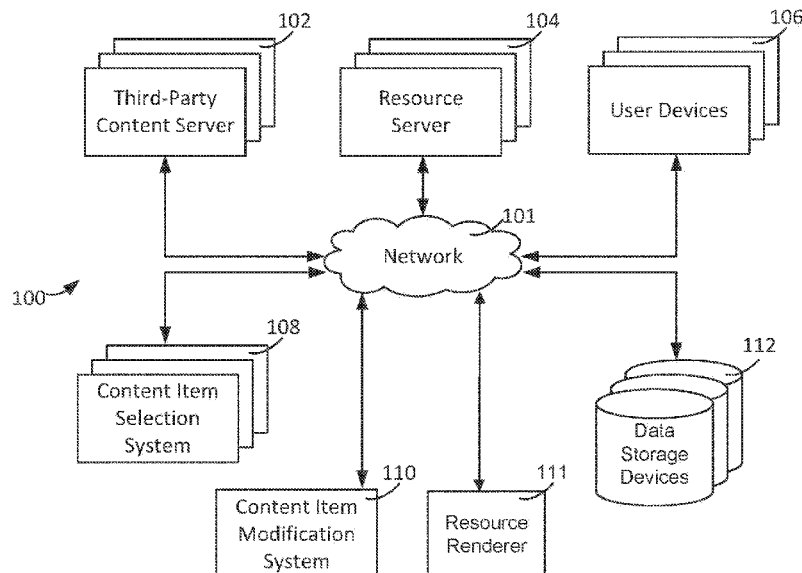 102
Third-Party
Content Server
104
Resource
Server
106
User Devices
101
Network
100
108
Content Item
Selection
System
110
Content Item
Modification
System
111
Resource
Renderer
112
Data
Storage
Devices